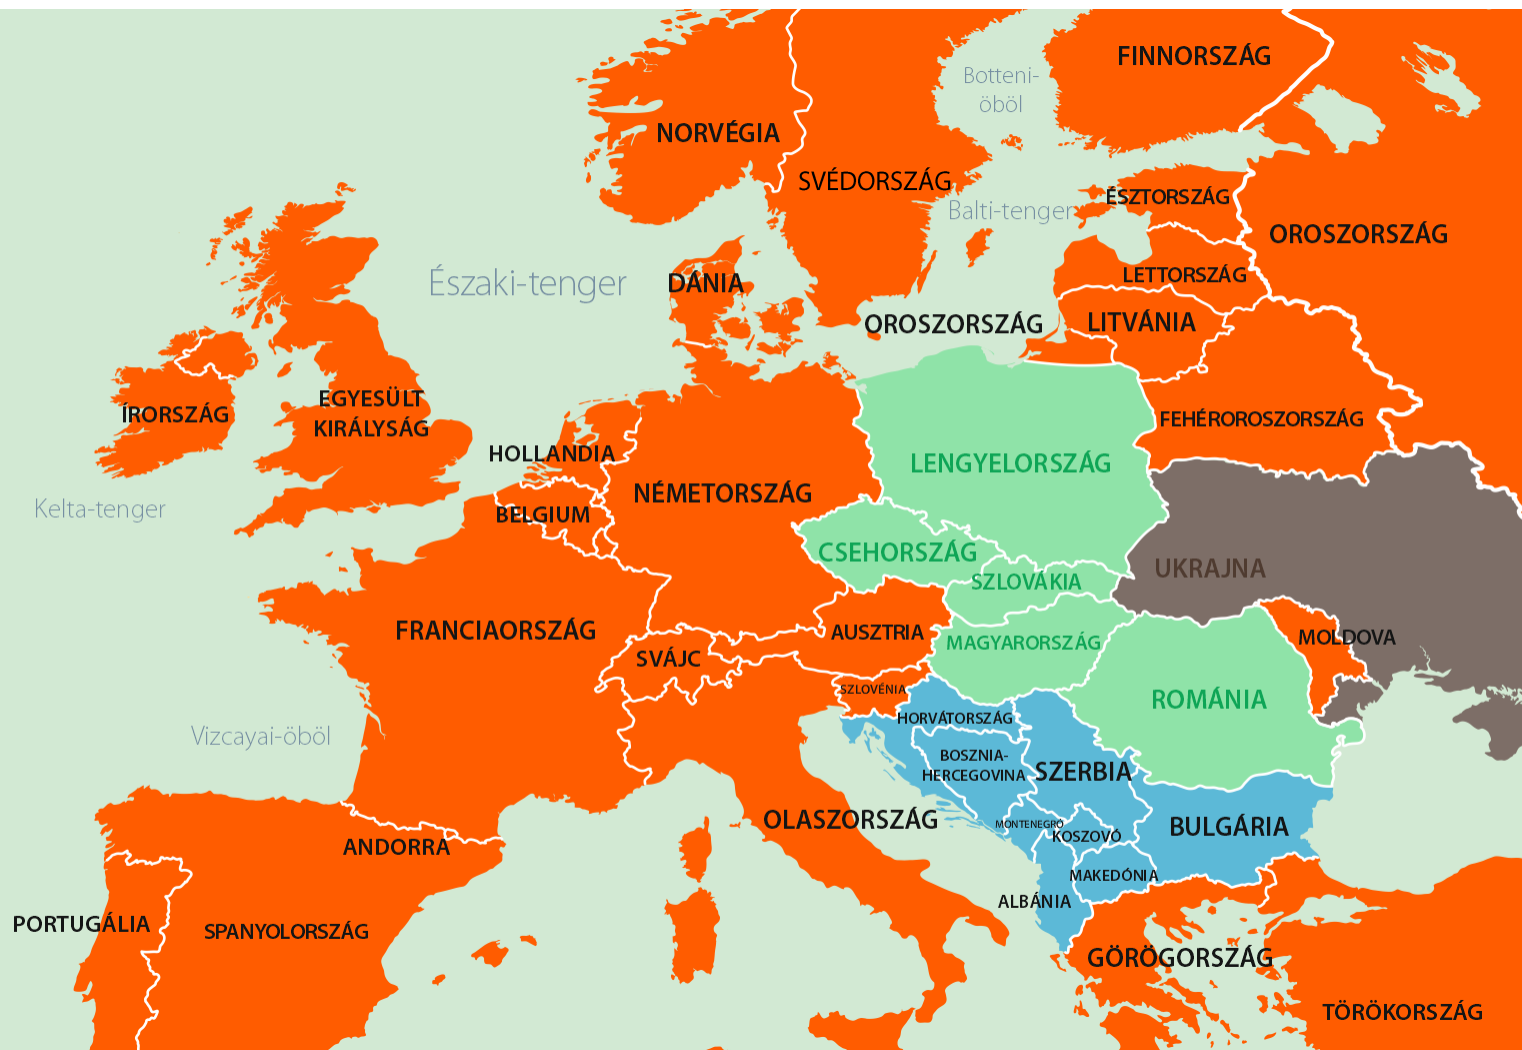 FINNORSZÁG
Botteni-
öböl
NORVÉGIA
SVÉDORSZÁG
ÉSZTORSZÁG
Balti-tenger
OROSZORSZÁG
LETTORSZÁG
Északi-tenger
DÁNIA
OROSZORSZÁG
LITVÁNIA
EGYESÜLT
KIRÁLYSÁG
ÍRORSZÁG
FEHÉROROSZORSZÁG
HOLLANDIA
LENGYELORSZÁG
NÉMETORSZÁG
Kelta-tenger
BELGIUM
CSEHORSZÁG
UKRAJNA
SZLOVÁKIA
FRANCIAORSZÁG
AUSZTRIA
MOLDOVA
MAGYARORSZÁG
SVÁJC
SZLOVÉNIA
ROMÁNIA
HORVÁTORSZÁG
Vizcayai-öböl
BOSZNIA-
HERCEGOVINA
SZERBIA
OLASZORSZÁG
MONTENEGRÓ
BULGÁRIA
KOSZOVÓ
ANDORRA
MAKEDÓNIA
ALBÁNIA
PORTUGÁLIA
SPANYOLORSZÁG
GÖRÖGORSZÁG
TÖRÖKORSZÁG